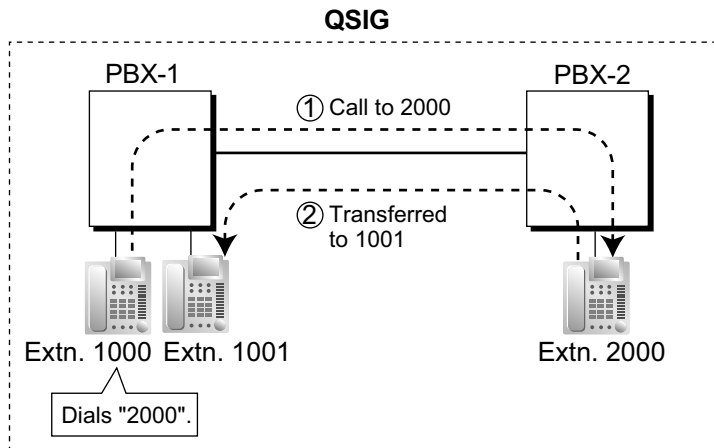 QSIG
PBX-1
PBX-2
① Call to 2000
② Transferred
to 1001
Extn. 1000
Extn. 1001
Extn. 2000
Dials "2000".